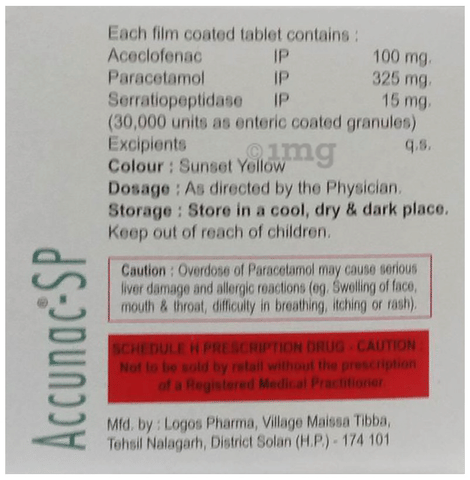 Each film coated tablet contains :
Aceclofenac IP 100 mg.
Paracetamol IP 325 mg.
Serratiopeptidase IP 15 mg.
(30,000 units as enteric coated granules)
Excipients q.s.
1mg
Colour : Sunset Yellow
Dosage : As directed by the Physician.
Storage : Store in a cool, dry & dark place.
Keep out of reach of children.
Caution : Overdose of Paracetamol may cause serious
liver damage and allergic reactions (eg. Swelling of face,
mouth & throat, difficulty in breathing, itching or rash).
SCHEDULE H PRESCRIPTION DRUG - CAUTION
Not to be sold by retail without the prescription
of a Registered Medical Practitioner.
Mfd. by : Logos Pharma, Village Maissa Tibba,
Tehsil Nalagarh, District Solan (H.P.) - 174 101
Accunac®-SP